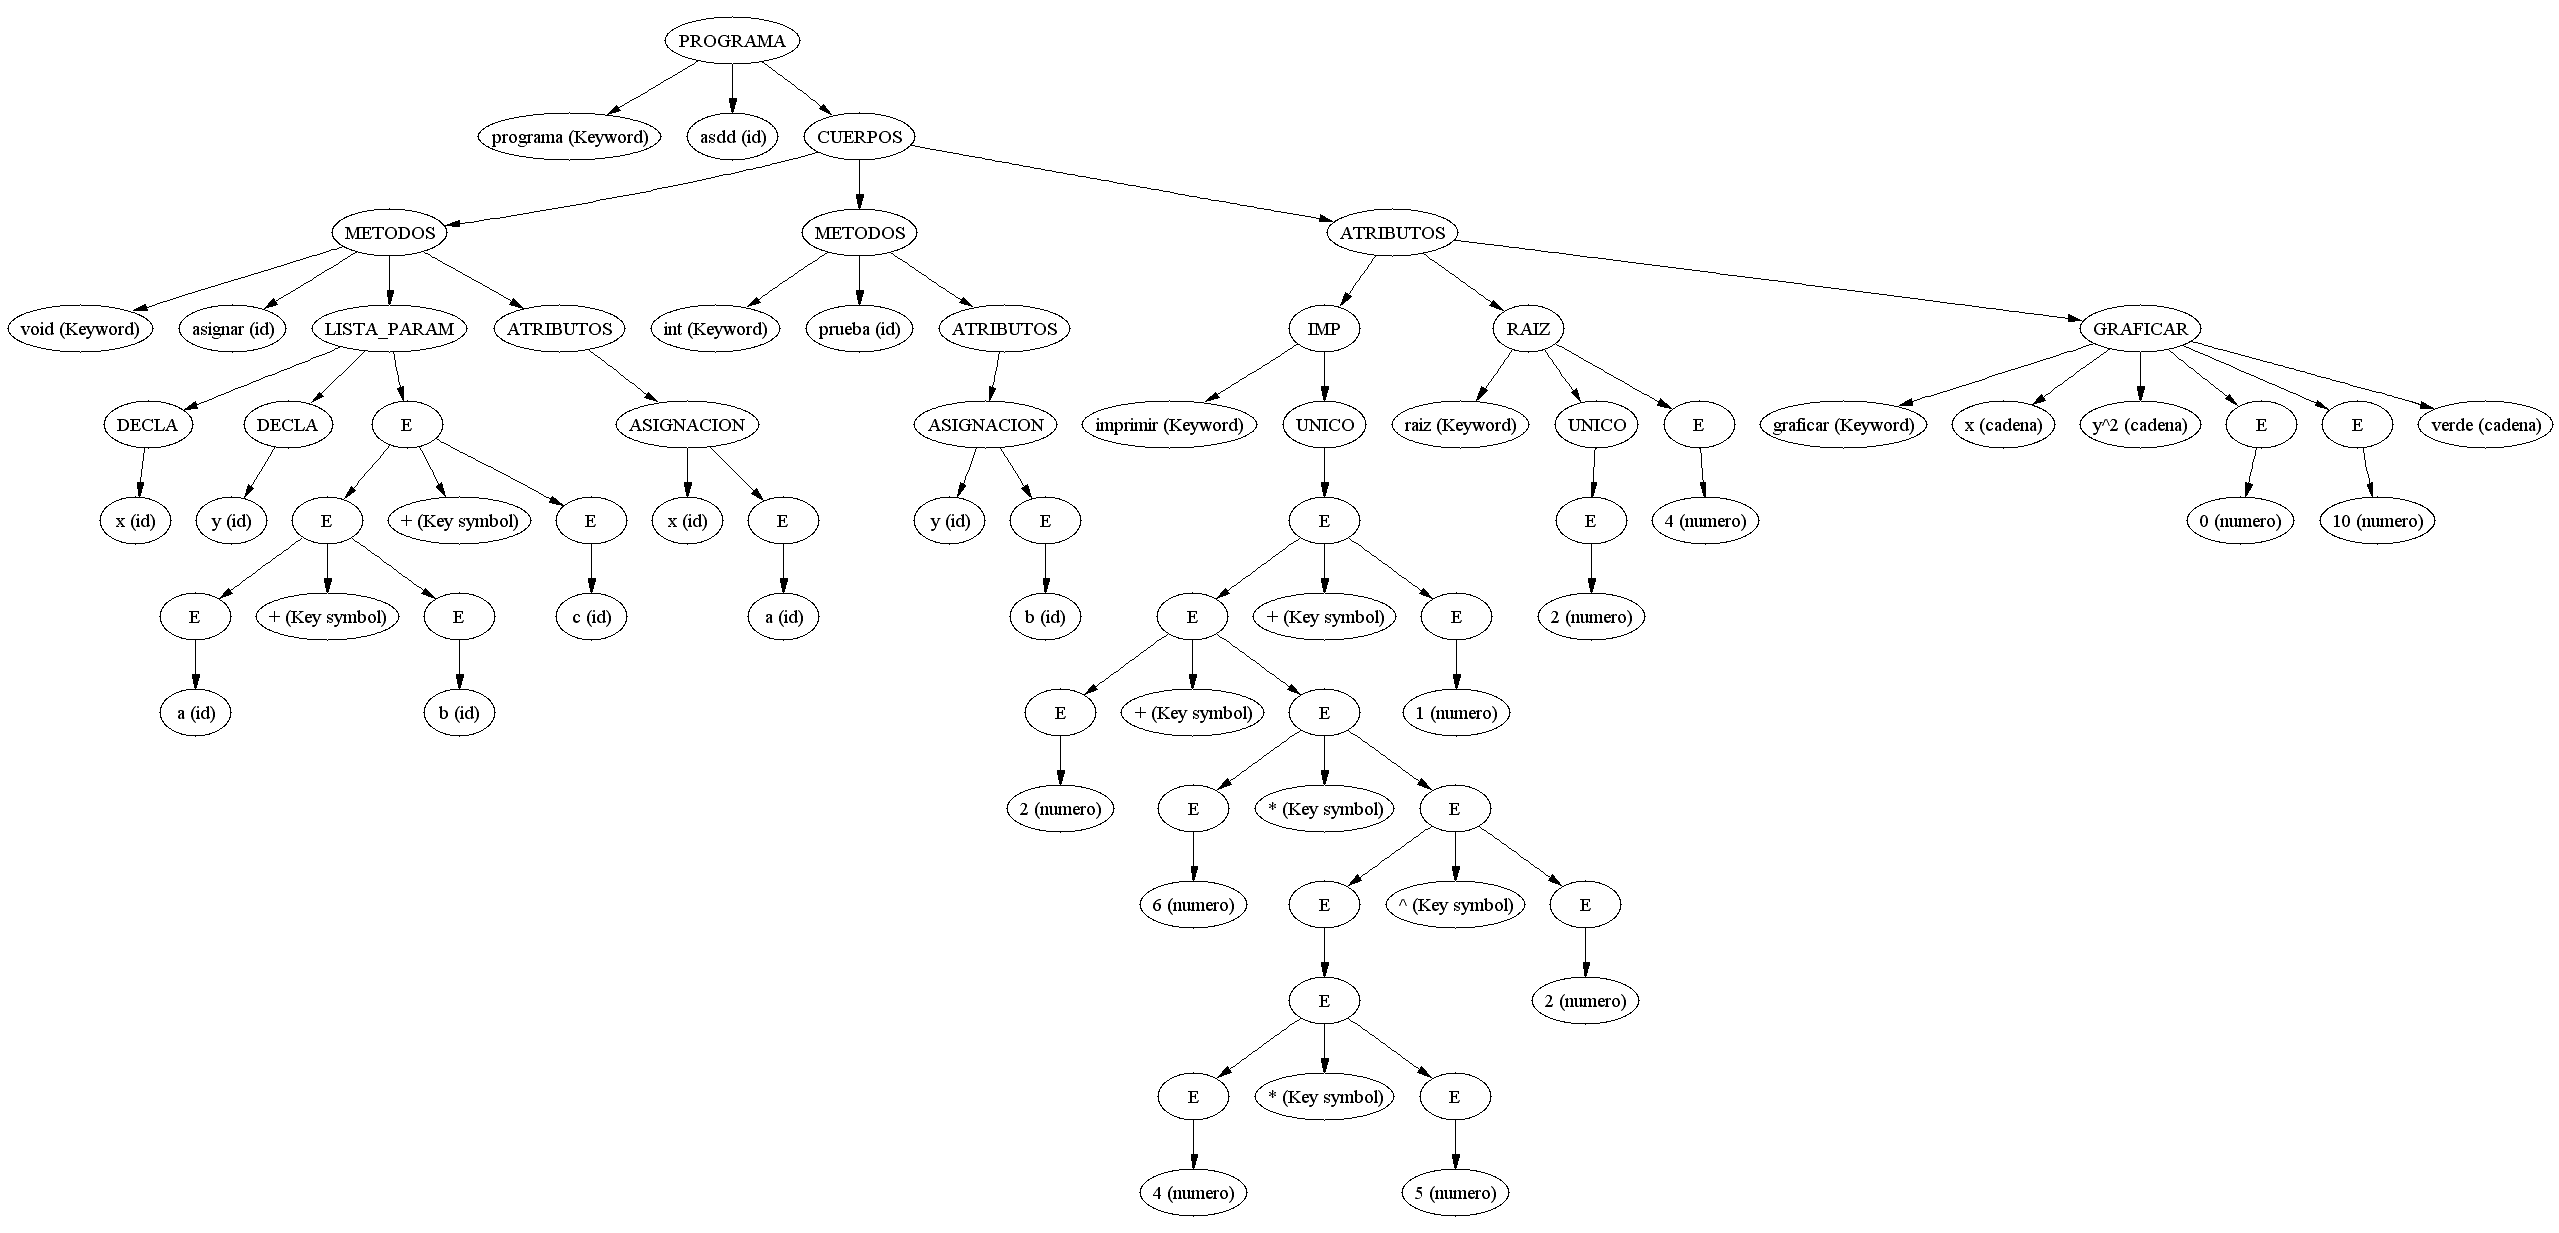 PROGRAMA
programa (Keyword)
asdd (id)
CUERPOS
METODOS
METODOS
ATRIBUTOS
void (Keyword)
asignar (id)
LISTA_PARAM
ATRIBUTOS
int (Keyword)
prueba (id)
ATRIBUTOS
IMP
RAIZ
GRAFICAR
DECLA
DECLA
E
ASIGNACION
ASIGNACION
imprimir (Keyword)
UNICO
raiz (Keyword)
UNICO
E
graficar (Keyword)
x (cadena)
y^2 (cadena)
E
E
verde (cadena)
x (id)
y (id)
E
+ (Key symbol)
E
x (id)
E
y (id)
E
E
E
4 (numero)
0 (numero)
10 (numero)
E
+ (Key symbol)
E
c (id)
a (id)
b (id)
E
+ (Key symbol)
E
2 (numero)
a (id)
b (id)
E
+ (Key symbol)
E
1 (numero)
2 (numero)
E
* (Key symbol)
E
6 (numero)
E
^ (Key symbol)
E
E
2 (numero)
E
* (Key symbol)
E
4 (numero)
5 (numero)